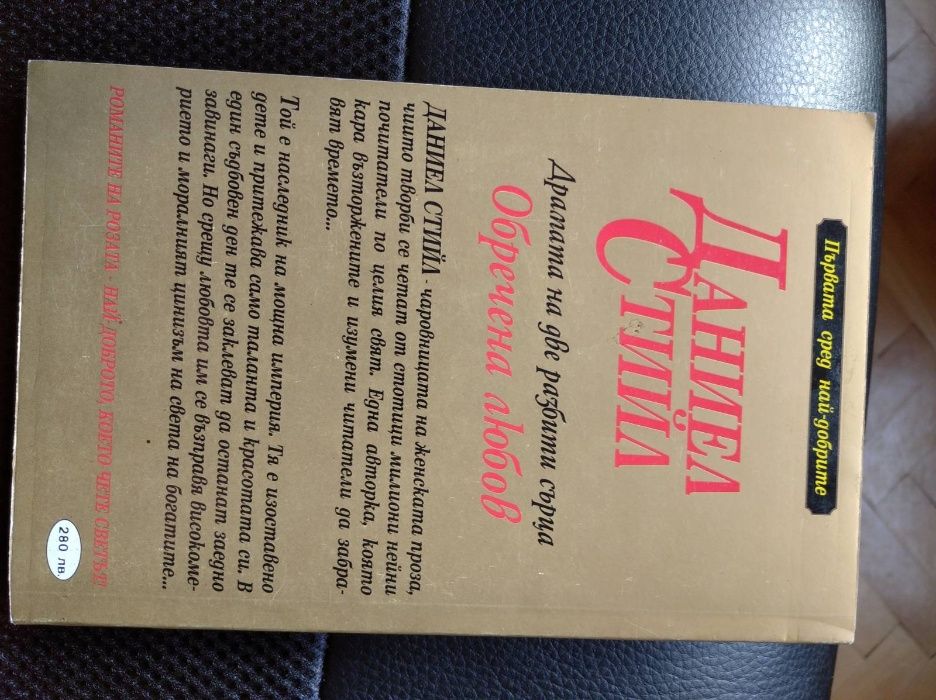 Първата сред най-добрите
ДАНИЕЛ
СТИЙЛ
Драмата на две разбити сърца
Обречена любов
ДАНИЕЛ СТИЙЛ - чаровницата на женската проза,
чиито творби се четат от стотици милиони нейни
почитатели по целия свят. Една авторка, която
кара възторжените и изумени читатели да забра-
вят времето...
Той е наследник на мощна империя. Тя е изоставено
дете и притежава само таланта и красотата си. В
един съдбовен ден те се заклеват да останат заедно
завинаги. Но срещу любовта им се възправя високоме-
рието и моралният цинизъм на света на богатите...
РОМАНИТЕ НА РОЗАТА НАЙ-ДОБРОТО, КОЕТО ЧЕТЕ СВЕТЪТ!
280 лв.